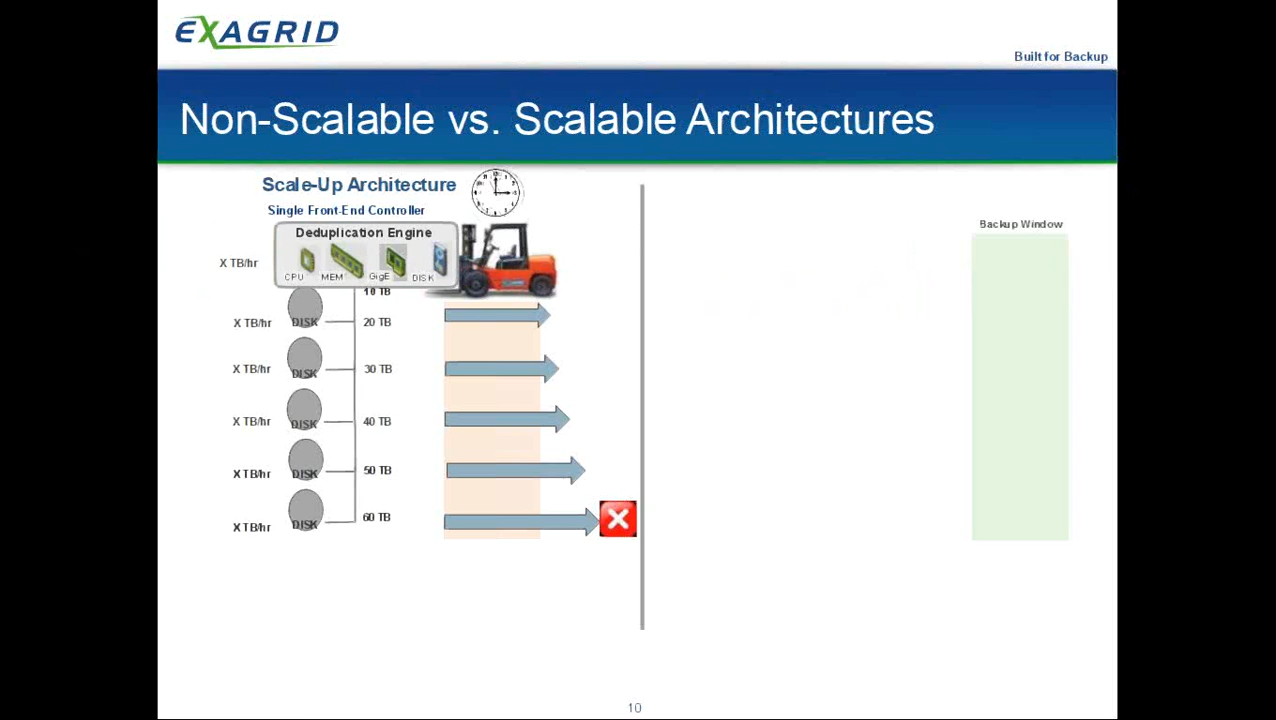 EXAGRID
Built for Backup
Non-Scalable vs. Scalable Architectures
Scale-Up Architecture
Single Front-End Controller
Deduplication Engine
CPU MEM GigE DISK
X TB/hr
10 TB
DISK
X TB/hr 20 TB
DISK
X TB/hr 30 TB
DISK
X TB/hr 40 TB
DISK
X TB/hr 50 TB
DISK
X TB/hr 60 TB
Backup Window
10